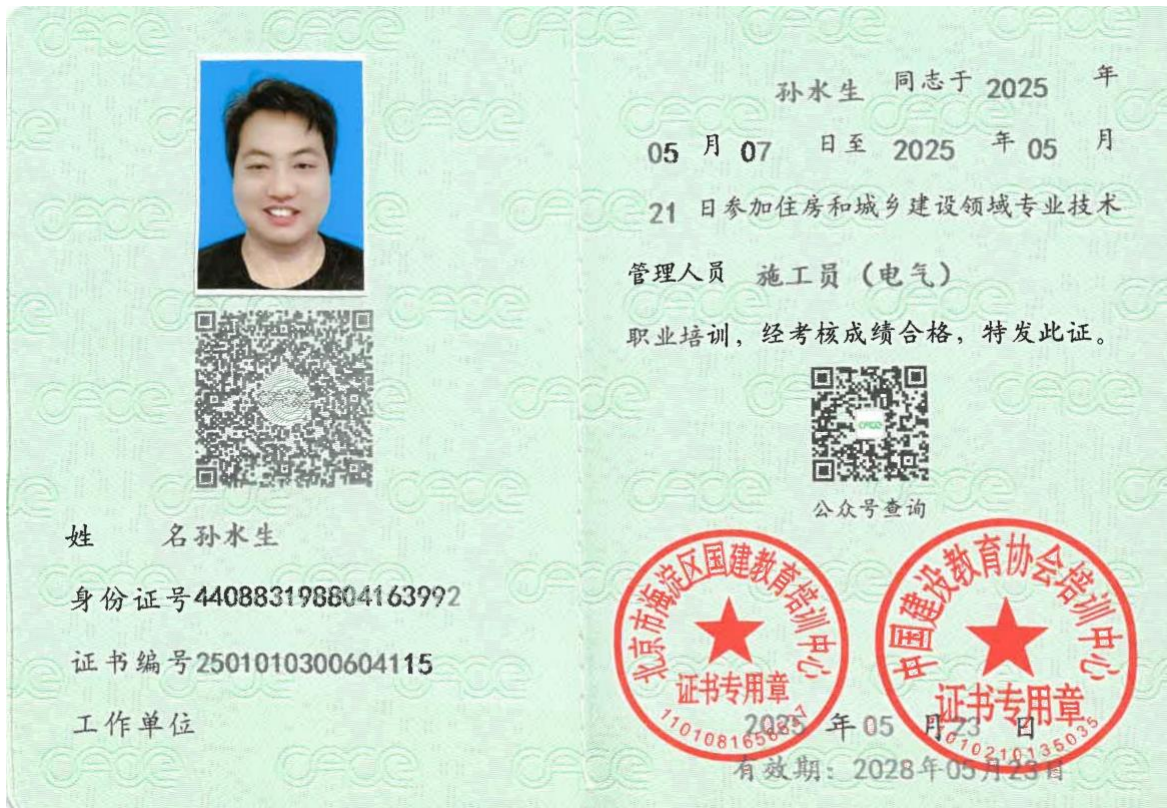 姓 名孙水生
身份证号440883198804163992
证书编号2501010300604115
工作单位
孙水生 同志于 2025 年
05 月 07 日至 2025 年 05 月
21 日参加住房和城乡建设领域专业技术
管理人员 施工员（电气）
职业培训，经考核成绩合格，特发此证。
公众号查询
北京市海淀区国建教育培训中心
证书专用章
中国建设教育协会培训中心
证书专用章
2025 年 05 月 23 日
有效期：2028年05月23日